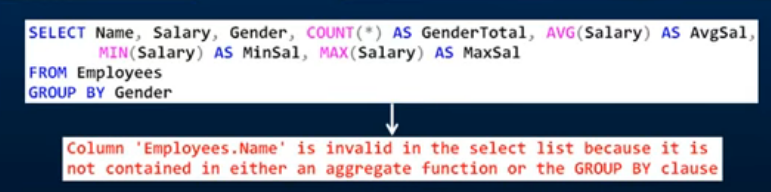 SELECT Name, Salary, Gender, COUNT(*) AS GenderTotal, AVG(Salary) AS AvgSal,
MIN(Salary) AS MinSal, MAX(Salary) AS MaxSal
FROM Employees
GROUP BY Gender
Column 'Employees.Name' is invalid in the select list because it is
not contained in either an aggregate function or the GROUP BY clause